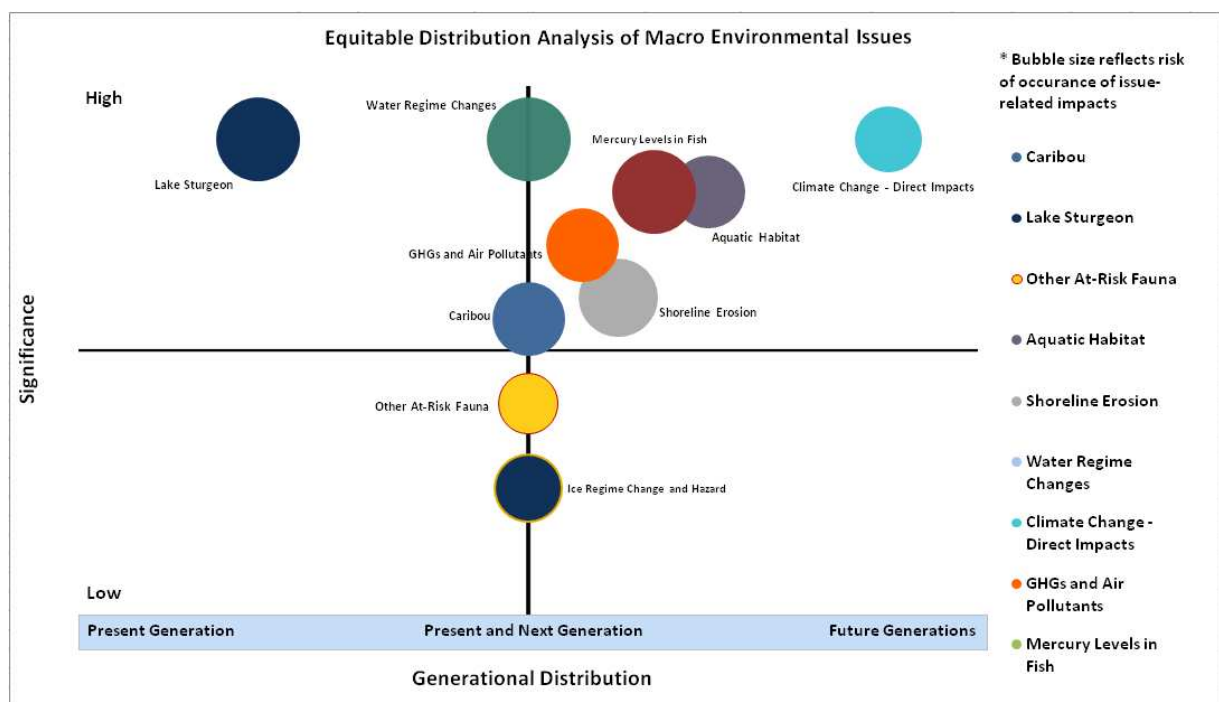 Equitable Distribution Analysis of Macro Environmental Issues
* Bubble size reflects risk
of occurance of issue-
related impacts
High
Water Regime Changes
Mercury Levels in Fish
Lake Sturgeon
Climate Change - Direct Impacts
Aquatic Habitat
GHGs and Air Pollutants
Caribou
Shoreline Erosion
Significance
Other At-Risk Fauna
Ice Regime Change and Hazard
Low
Present Generation
Present and Next Generation
Future Generations
Generational Distribution
Caribou
Lake Sturgeon
Other At-Risk Fauna
Aquatic Habitat
Shoreline Erosion
Water Regime
Changes
Climate Change -
Direct Impacts
GHGs and Air
Pollutants
Mercury Levels in
Fish